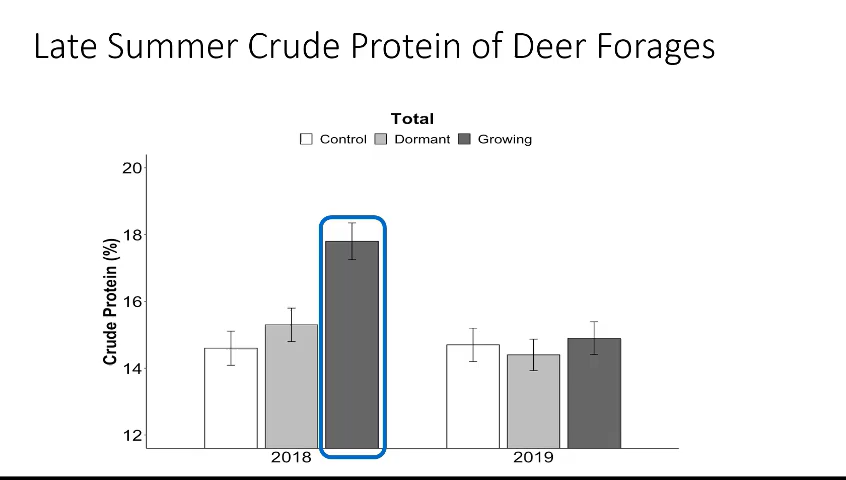 Late Summer Crude Protein of Deer Forages
Total
Control Dormant Growing
20
18
16
14
12
Crude Protein (%)
2018 2019